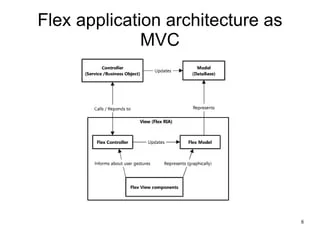 Flex application architecture as
MVC
Controller
(Service /Business Object)
Updates
Model
(DataBase)
Calls / Reponds to
Represents
View (Flex RIA)
Flex Controller
Updates
Flex Model
Informs about user gestures
Represents (graphically)
Flex View components
6